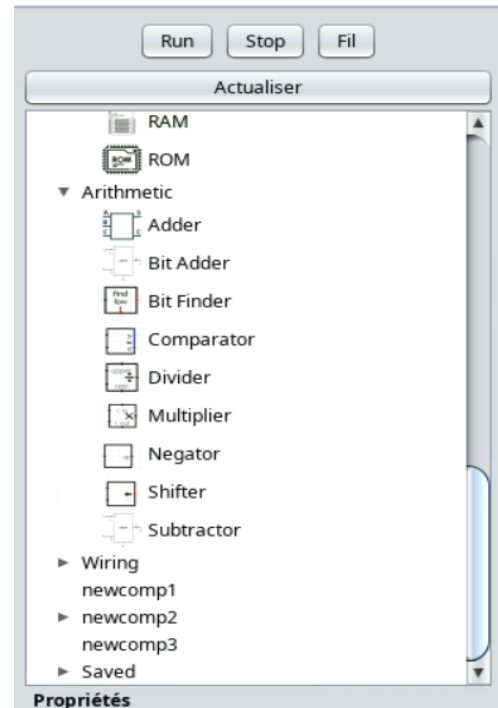 Run Stop Fil
Actualiser
RAM
ROM
Arithmetic
Adder
Bit Adder
Bit Finder
Comparator
Divider
Multiplier
Negator
Shifter
Subtractor
Wiring
newcomp1
newcomp2
newcomp3
Saved
Propriétés